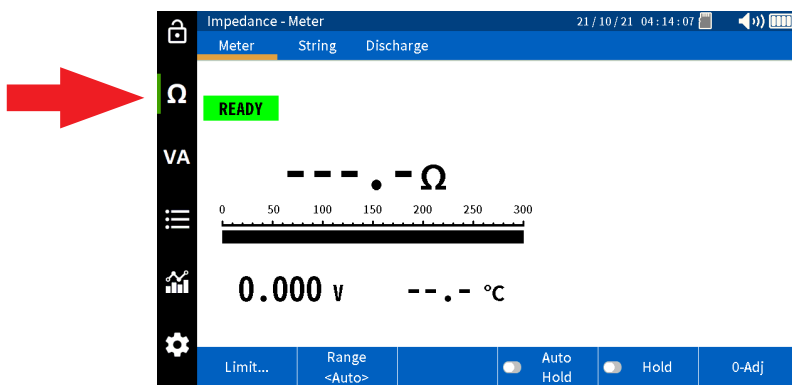 Impedance - Meter 21/10/21 04:14:07
Meter String Discharge
Ω
READY
VA
---.-Ω
0 50 100 150 200 250 300
0.000 V --.- °C
Limit... Range <Auto> Auto Hold Hold 0-Adj